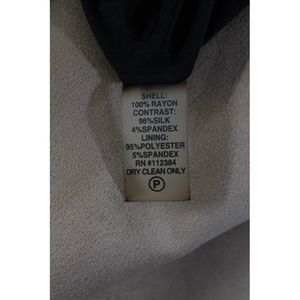 SHELL:
100% RAYON
CONTRAST:
96%SILK
4%SPANDEX
LINING:
95%POLYESTER
5%SPANDEX
RN #112384
DRY CLEAN ONLY
P